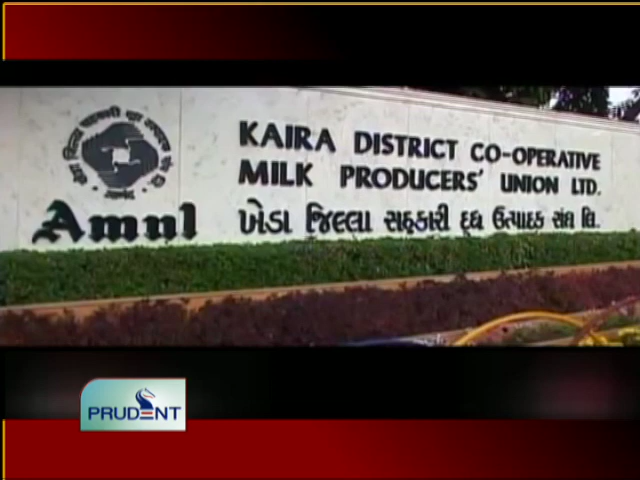 KAIRA DISTRICT CO-OPERATIVE
MILK PRODUCERS' UNION LTD.
Amul
ખેડા જિલ્લા સહકારી દૂધ ઉત્પાદક સંઘ લિ.
PRUDENT